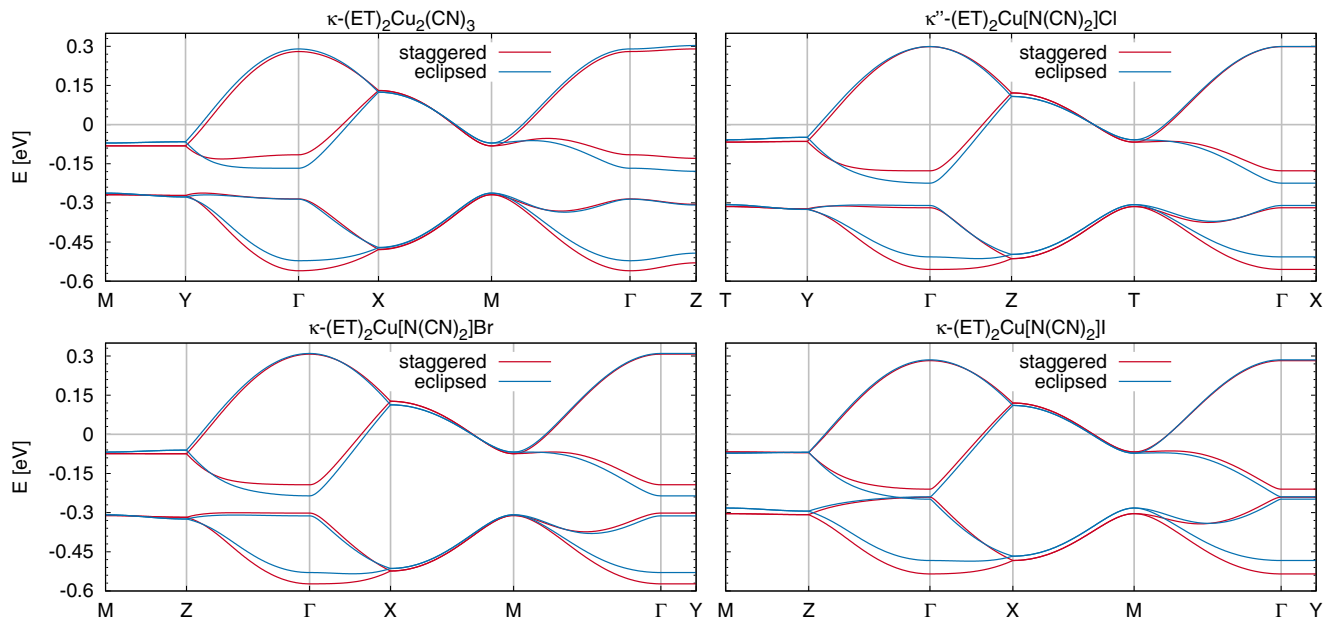 κ-(ET)2Cu2(CN)3
κ''-(ET)2Cu[N(CN)2]Cl
staggered
eclipsed
staggered
eclipsed
E [eV]
0.3
0.15
0
-0.15
-0.3
-0.45
-0.6
M Y Γ X M Γ Z
T Y Γ Z T Γ X
κ-(ET)2Cu[N(CN)2]Br
κ-(ET)2Cu[N(CN)2]I
staggered
eclipsed
staggered
eclipsed
E [eV]
0.3
0.15
0
-0.15
-0.3
-0.45
-0.6
M Z Γ X M Γ Y
M Z Γ X M Γ Y